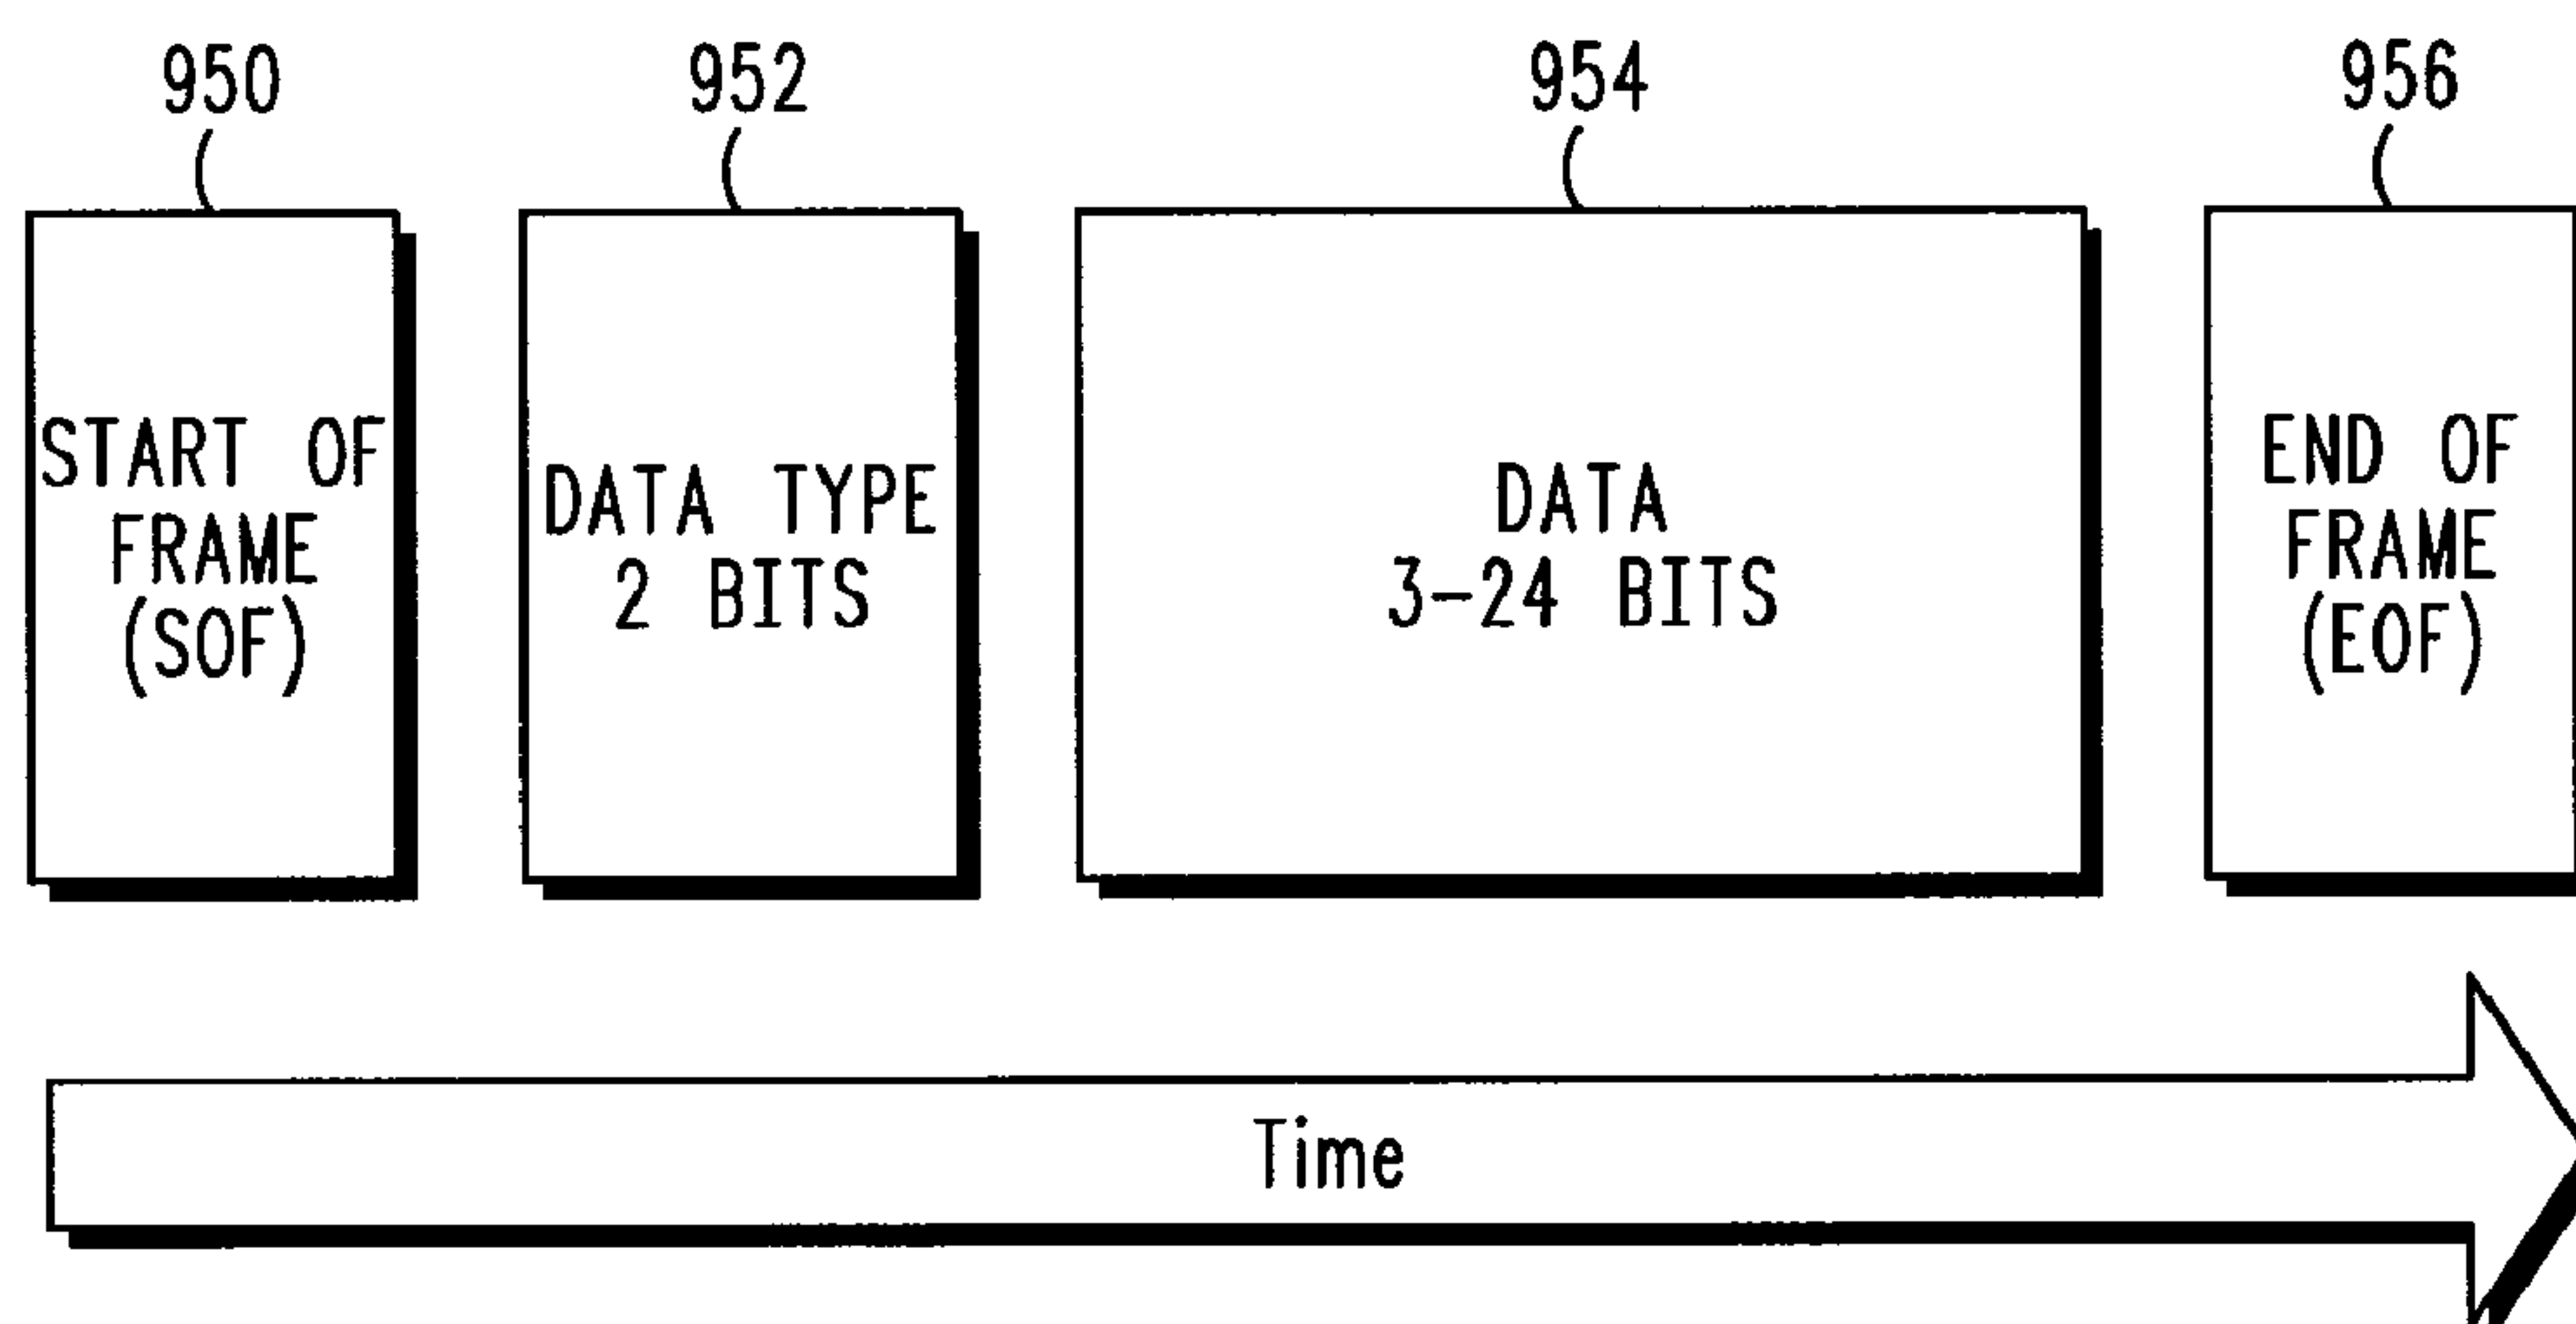 950
952
954
956
START OF
FRAME
(SOF)
DATA TYPE
2 BITS
DATA
3-24 BITS
END OF
FRAME
(EOF)
Time